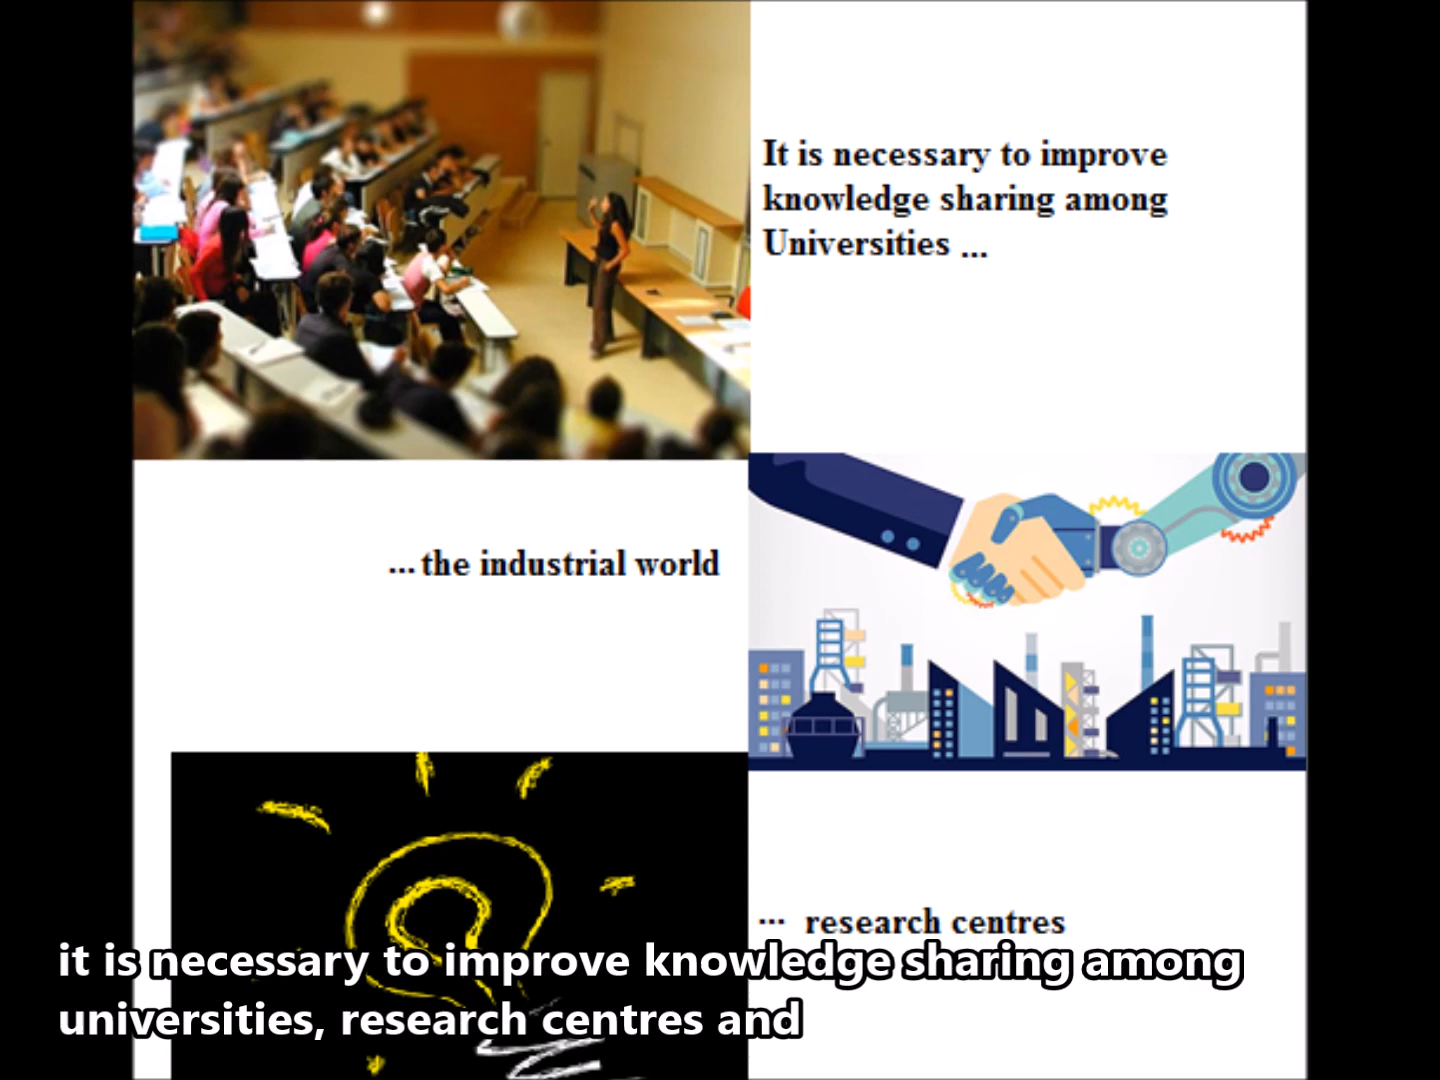 It is necessary to improve
knowledge sharing among
Universities ...
... the industrial world
... research centres
it is necessary to improve knowledge sharing among
universities, research centres and